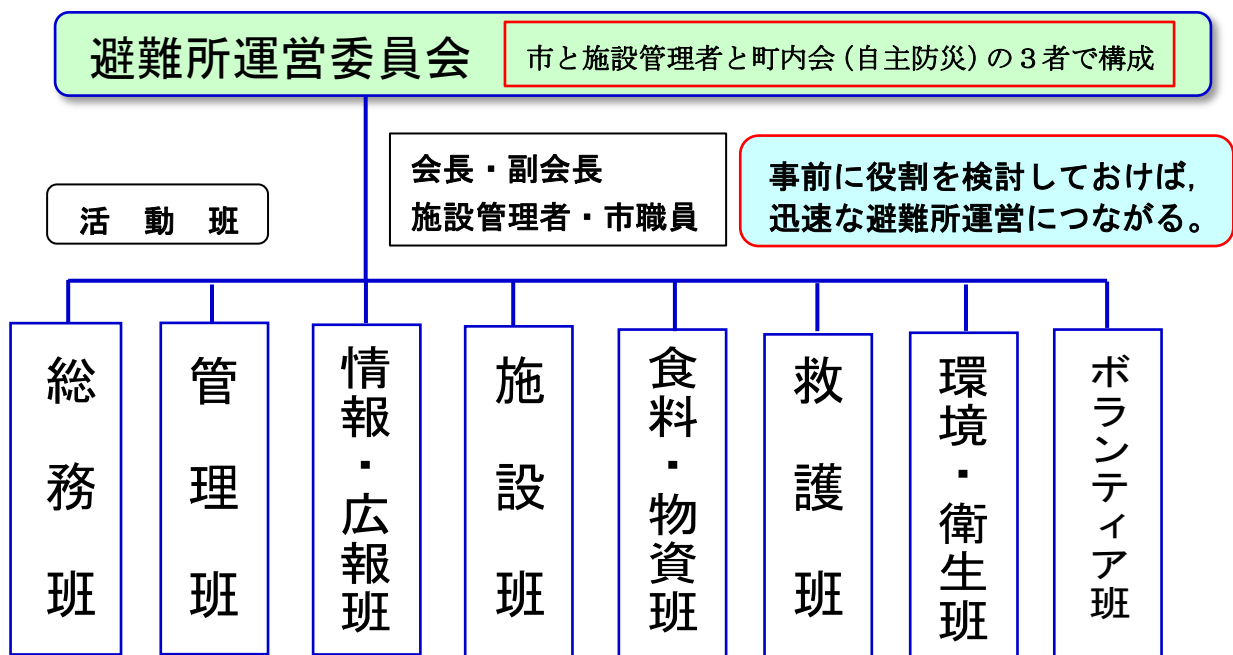 避難所運営委員会
市と施設管理者と町内会（自主防災）の３者で構成
会長・副会長
施設管理者・市職員
事前に役割を検討しておけば，
迅速な避難所運営につながる。
活動班
総務班
管理班
情報・広報班
施設班
食料・物資班
救護班
環境・衛生班
ボランティア班